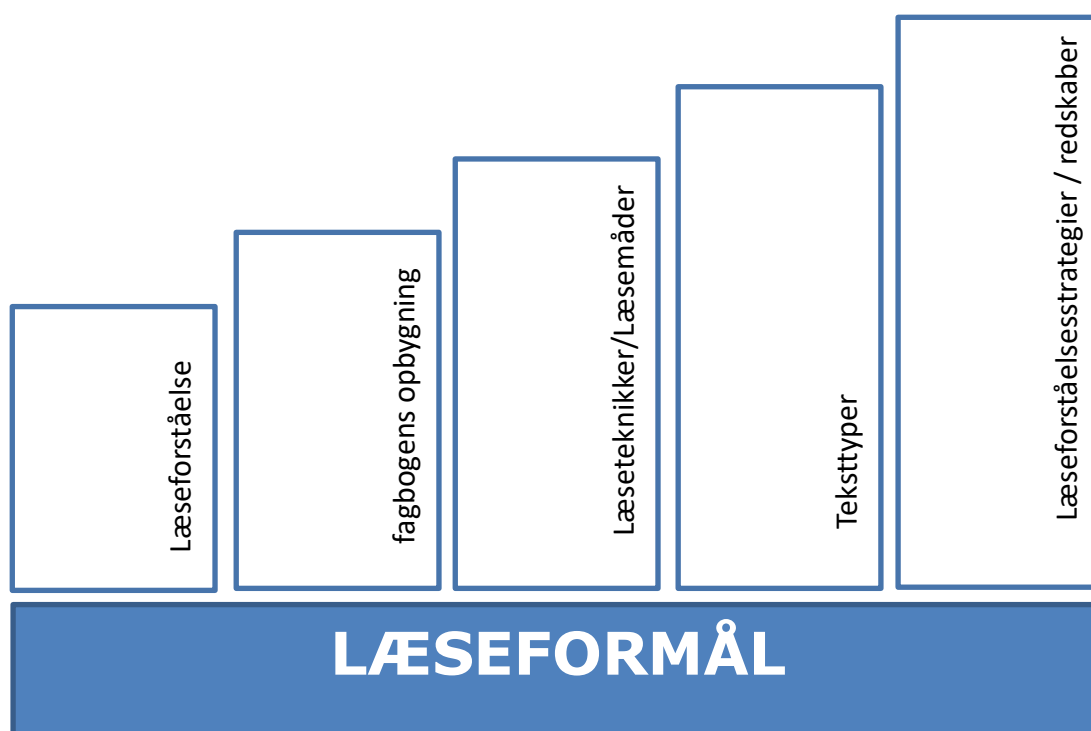 Læseforståelse
fagbogens opbygning
Læseteknikker/Læsemåder
Teksttyper
Læseforståelsesstrategier / redskaber
LÆSEFORMÅL